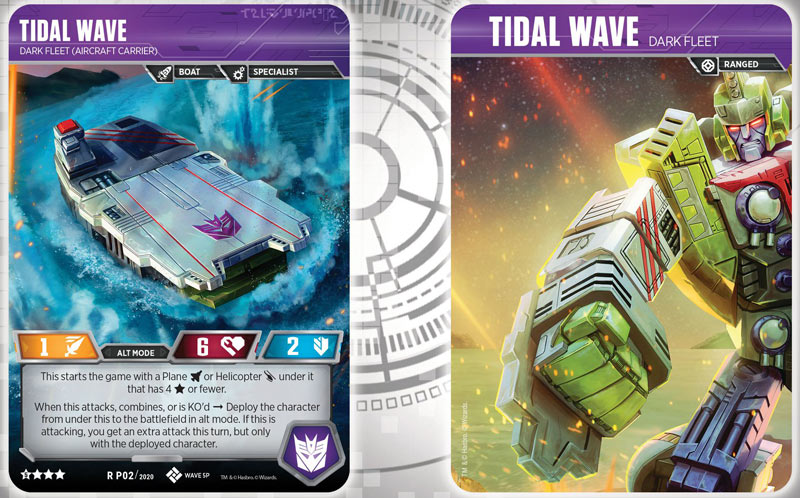 TIDAL WAVE
DARK FLEET (AIRCRAFT CARRIER)
BOAT
SPECIALIST
1
ALT MODE
6
2
This starts the game with a Plane or Helicopter under it
that has 4 ★ or fewer.
When this attacks, combines, or is KO'd → Deploy the character
from under this to the battlefield in alt mode. If this is
attacking, you get an extra attack this turn, but only
with the deployed character.
R P02/2020
WAVE SP
TM & © Hasbro. © Wizards.
TIDAL WAVE DARK FLEET
RANGED
TM & © Hasbro. © Wizards.